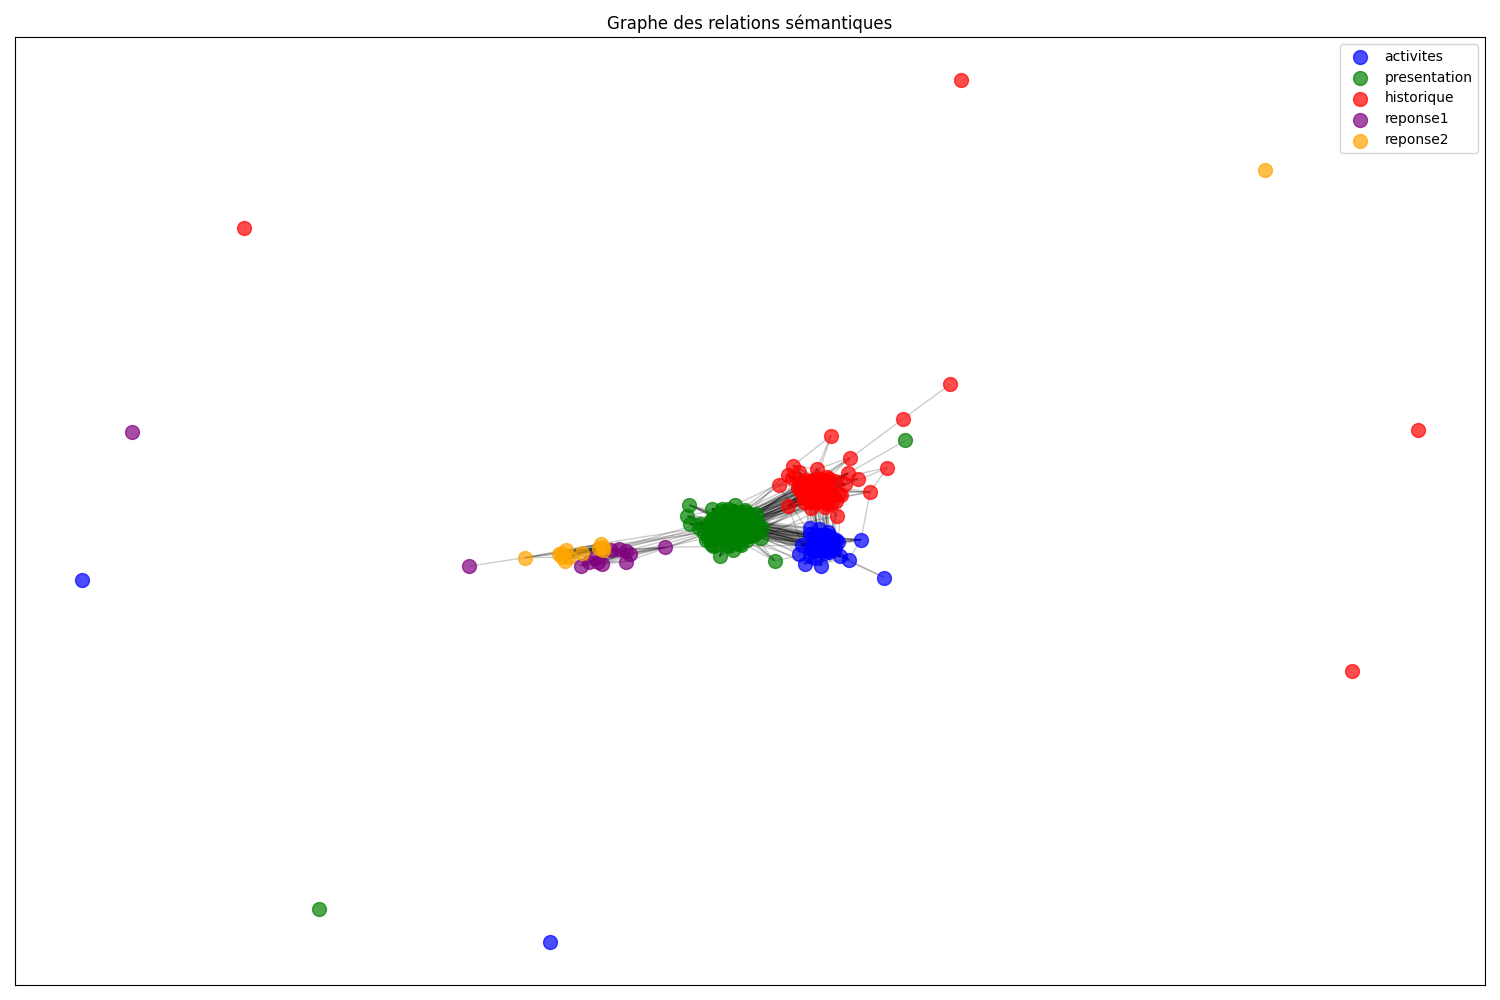 Graphe des relations sémantiques
activites
presentation
historique
reponse1
reponse2